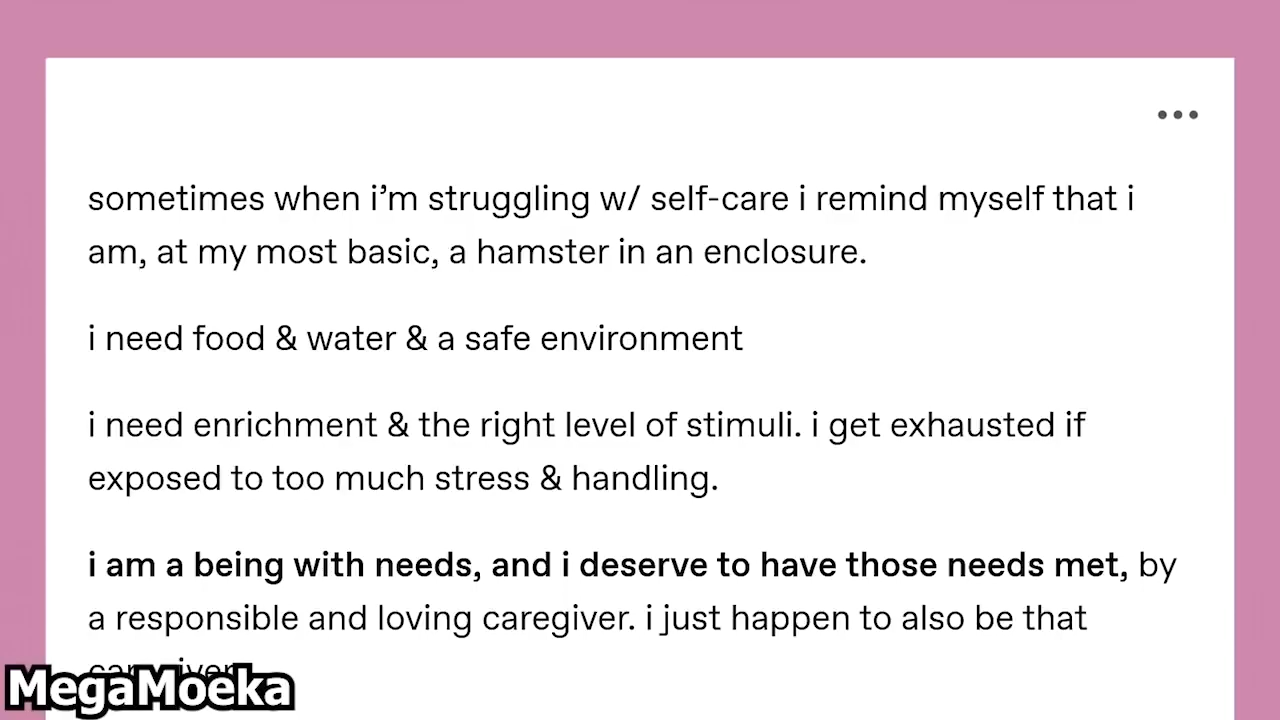 sometimes when i’m struggling w/ self-care i remind myself that i
am, at my most basic, a hamster in an enclosure.
i need food & water & a safe environment
i need enrichment & the right level of stimuli. i get exhausted if
exposed to too much stress & handling.
i am a being with needs, and i deserve to have those needs met, by
a responsible and loving caregiver. i just happen to also be that
MegaMoeka